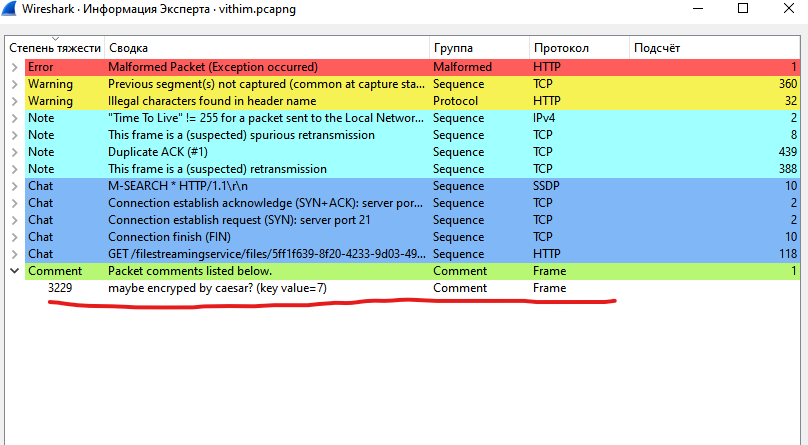 Wireshark · Информация Эксперта · vithim.pcapng
Степень тяжести Сводка Группа Протокол Подсчёт
Error Malformed Packet (Exception occurred) Malformed HTTP 1
Warning Previous segment(s) not captured (common at capture sta... Sequence TCP 360
Warning Illegal characters found in header name Protocol HTTP 32
Note "Time To Live" != 255 for a packet sent to the Local Networ... Sequence IPv4 2
Note This frame is a (suspected) spurious retransmission Sequence TCP 8
Note Duplicate ACK (#1) Sequence TCP 439
Note This frame is a (suspected) retransmission Sequence TCP 388
Chat M-SEARCH * HTTP/1.1\r\n Sequence SSDP 10
Chat Connection establish acknowledge (SYN+ACK): server por... Sequence TCP 2
Chat Connection establish request (SYN): server port 21 Sequence TCP 2
Chat Connection finish (FIN) Sequence TCP 10
Chat GET /filestreamingservice/files/5ff1f639-8f20-4233-9d03-49... Sequence HTTP 118
Comment Packet comments listed below. Comment Frame 1
3229 maybe encryped by caesar? (key value=7) Comment Frame